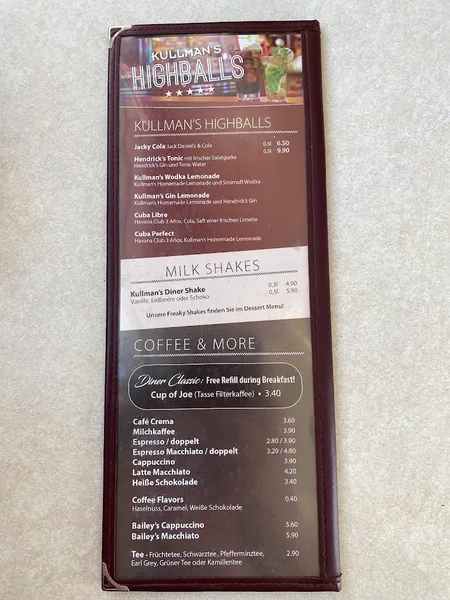 KULLMAN'S
HIGHBALLS
KULLMAN'S HIGHBALLS
Jacky Cola Jack Daniel's & Cola 0,3l 6.50
0,5l 9.90
Hendrick's Tonic mit frischer Salatgurke
Hendrick's Gin und Tonic Water
Kullman's Wodka Lemonade
Kullman's Homemade Lemonade und Smirnoff Wodka
Kullman's Gin Lemonade
Kullman's Homemade Lemonade und Hendrick's Gin
Cuba Libre
Havana Club 3 Años, Cola, Saft einer frischen Limette
Cuba Perfect
Havana Club 3 Años, Kullman's Homemade Lemonade
MILK SHAKES
Kullman's Diner Shake 0,3l 4.90
Vanille, Erdbeere oder Schoko 0,5l 5.90
Unsere Freaky Shakes finden Sie im Dessert Menu!
COFFEE & MORE
Diner Classic: Free Refill during Breakfast!
Cup of Joe (Tasse Filterkaffee) • 3.40
Café Crema 3.60
Milchkaffee 3.90
Espresso / doppelt 2.80 / 3.90
Espresso Macchiato / doppelt 3.20 / 4.80
Cappuccino 3.90
Latte Macchiato 4.20
Heiße Schokolade 3.40
Coffee Flavors 0.40
Haselnuss, Caramel, Weiße Schokolade
Bailey's Cappuccino 5.60
Bailey's Macchiato 5.90
Tee • Früchtetee, Schwarztee, Pfefferminztee, 2.90
Earl Grey, Grüner Tee oder Kamillentee